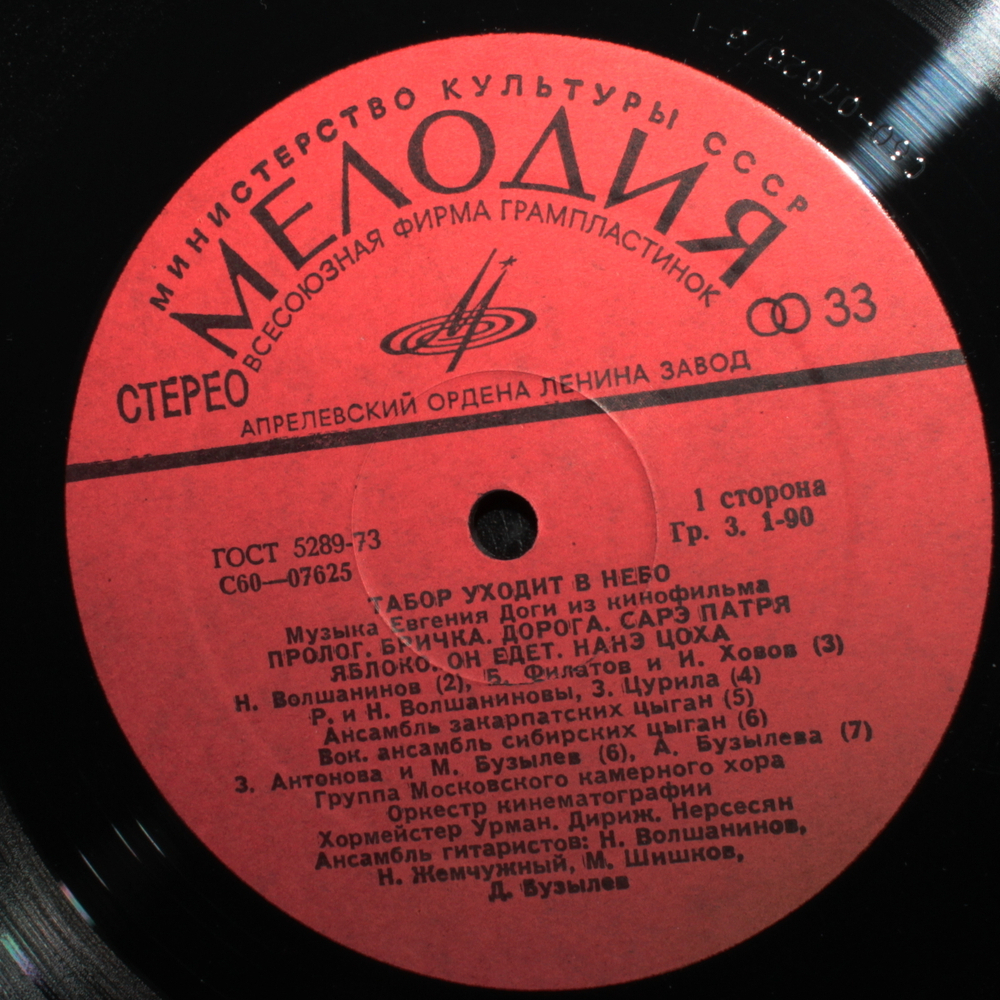 МИНИСТЕРСТВО КУЛЬТУРЫ СССР
МЕЛОДИЯ
ВСЕСОЮЗНАЯ ФИРМА ГРАМПЛАСТИНОК
33
СТЕРЕО
АПРЕЛЕВСКИЙ ОРДЕНА ЛЕНИНА ЗАВОД
ГОСТ 5289-73
С60—07625
1 сторона
Гр. 3. 1-90
ТАБОР УХОДИТ В НЕБО
Музыка Евгения Доги из кинофильма
ПРОЛОГ. БРИЧКА. ДОРОГА. САРЭ ПАТРЯ
ЯБЛОКО. ОН ЕДЕТ. НАНЭ ЦОХА
Н. Волшанинов (2), Б. Филатов и И. Ховов (3)
Р. и Н. Волшаниновы, З. Цурила (4)
Ансамбль закарпатских цыган (5)
Вок. ансамбль сибирских цыган (6)
З. Антонова и М. Бузылев (6), А. Бузылева (7)
Группа Московского камерного хора
Оркестр кинематографии
Хормейстер Урман. Дириж. Нерсесян
Ансамбль гитаристов: Н. Волшанинов,
Н. Жемчужный, М. Шишков,
Д. Бузылев